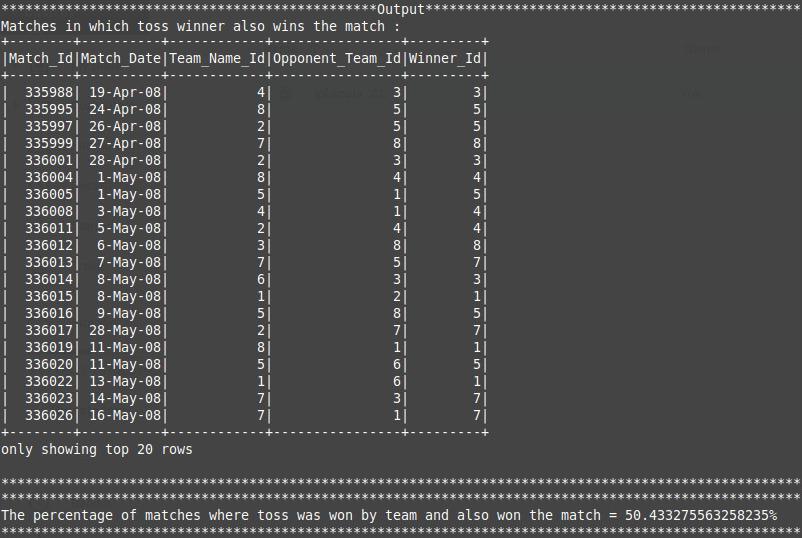 ***********************************************Output***********************************************
Matches in which toss winner also wins the match :
+--------+----------+------------+----------------+---------+
|Match_Id|Match_Date|Team_Name_Id|Opponent_Team_Id|Winner_Id|
+--------+----------+------------+----------------+---------+
|  335988| 19-Apr-08|           4|               3|        3|
|  335995| 24-Apr-08|           8|               5|        5|
|  335997| 26-Apr-08|           2|               5|        5|
|  335999| 27-Apr-08|           7|               8|        8|
|  336001| 28-Apr-08|           2|               3|        3|
|  336004|  1-May-08|           8|               4|        4|
|  336005|  1-May-08|           5|               1|        5|
|  336008|  3-May-08|           4|               1|        4|
|  336011|  5-May-08|           2|               4|        4|
|  336012|  6-May-08|           3|               8|        8|
|  336013|  7-May-08|           7|               5|        7|
|  336014|  8-May-08|           6|               3|        3|
|  336015|  8-May-08|           1|               2|        1|
|  336016|  9-May-08|           5|               8|        5|
|  336017| 28-May-08|           2|               7|        7|
|  336019| 11-May-08|           8|               1|        1|
|  336020| 11-May-08|           5|               6|        5|
|  336022| 13-May-08|           1|               6|        1|
|  336023| 14-May-08|           7|               3|        7|
|  336026| 16-May-08|           7|               1|        7|
+--------+----------+------------+----------------+---------+
only showing top 20 rows
****************************************************************************************************
****************************************************************************************************
The percentage of matches where toss was won by team and also won the match = 50.433275563258235%
****************************************************************************************************